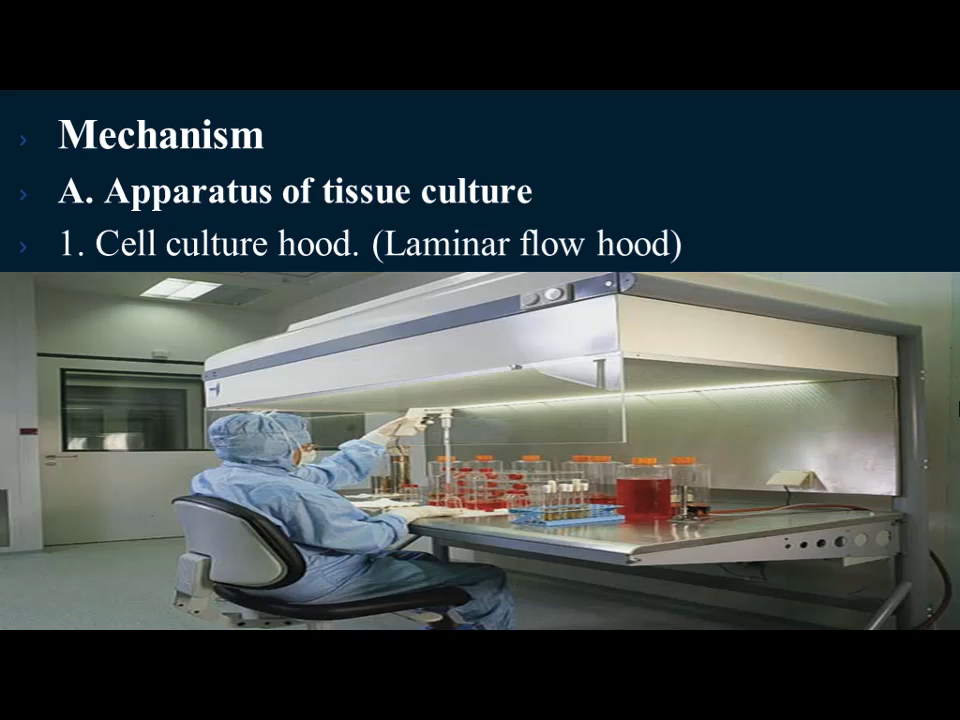 Mechanism
A. Apparatus of tissue culture
1. Cell culture hood. (Laminar flow hood)